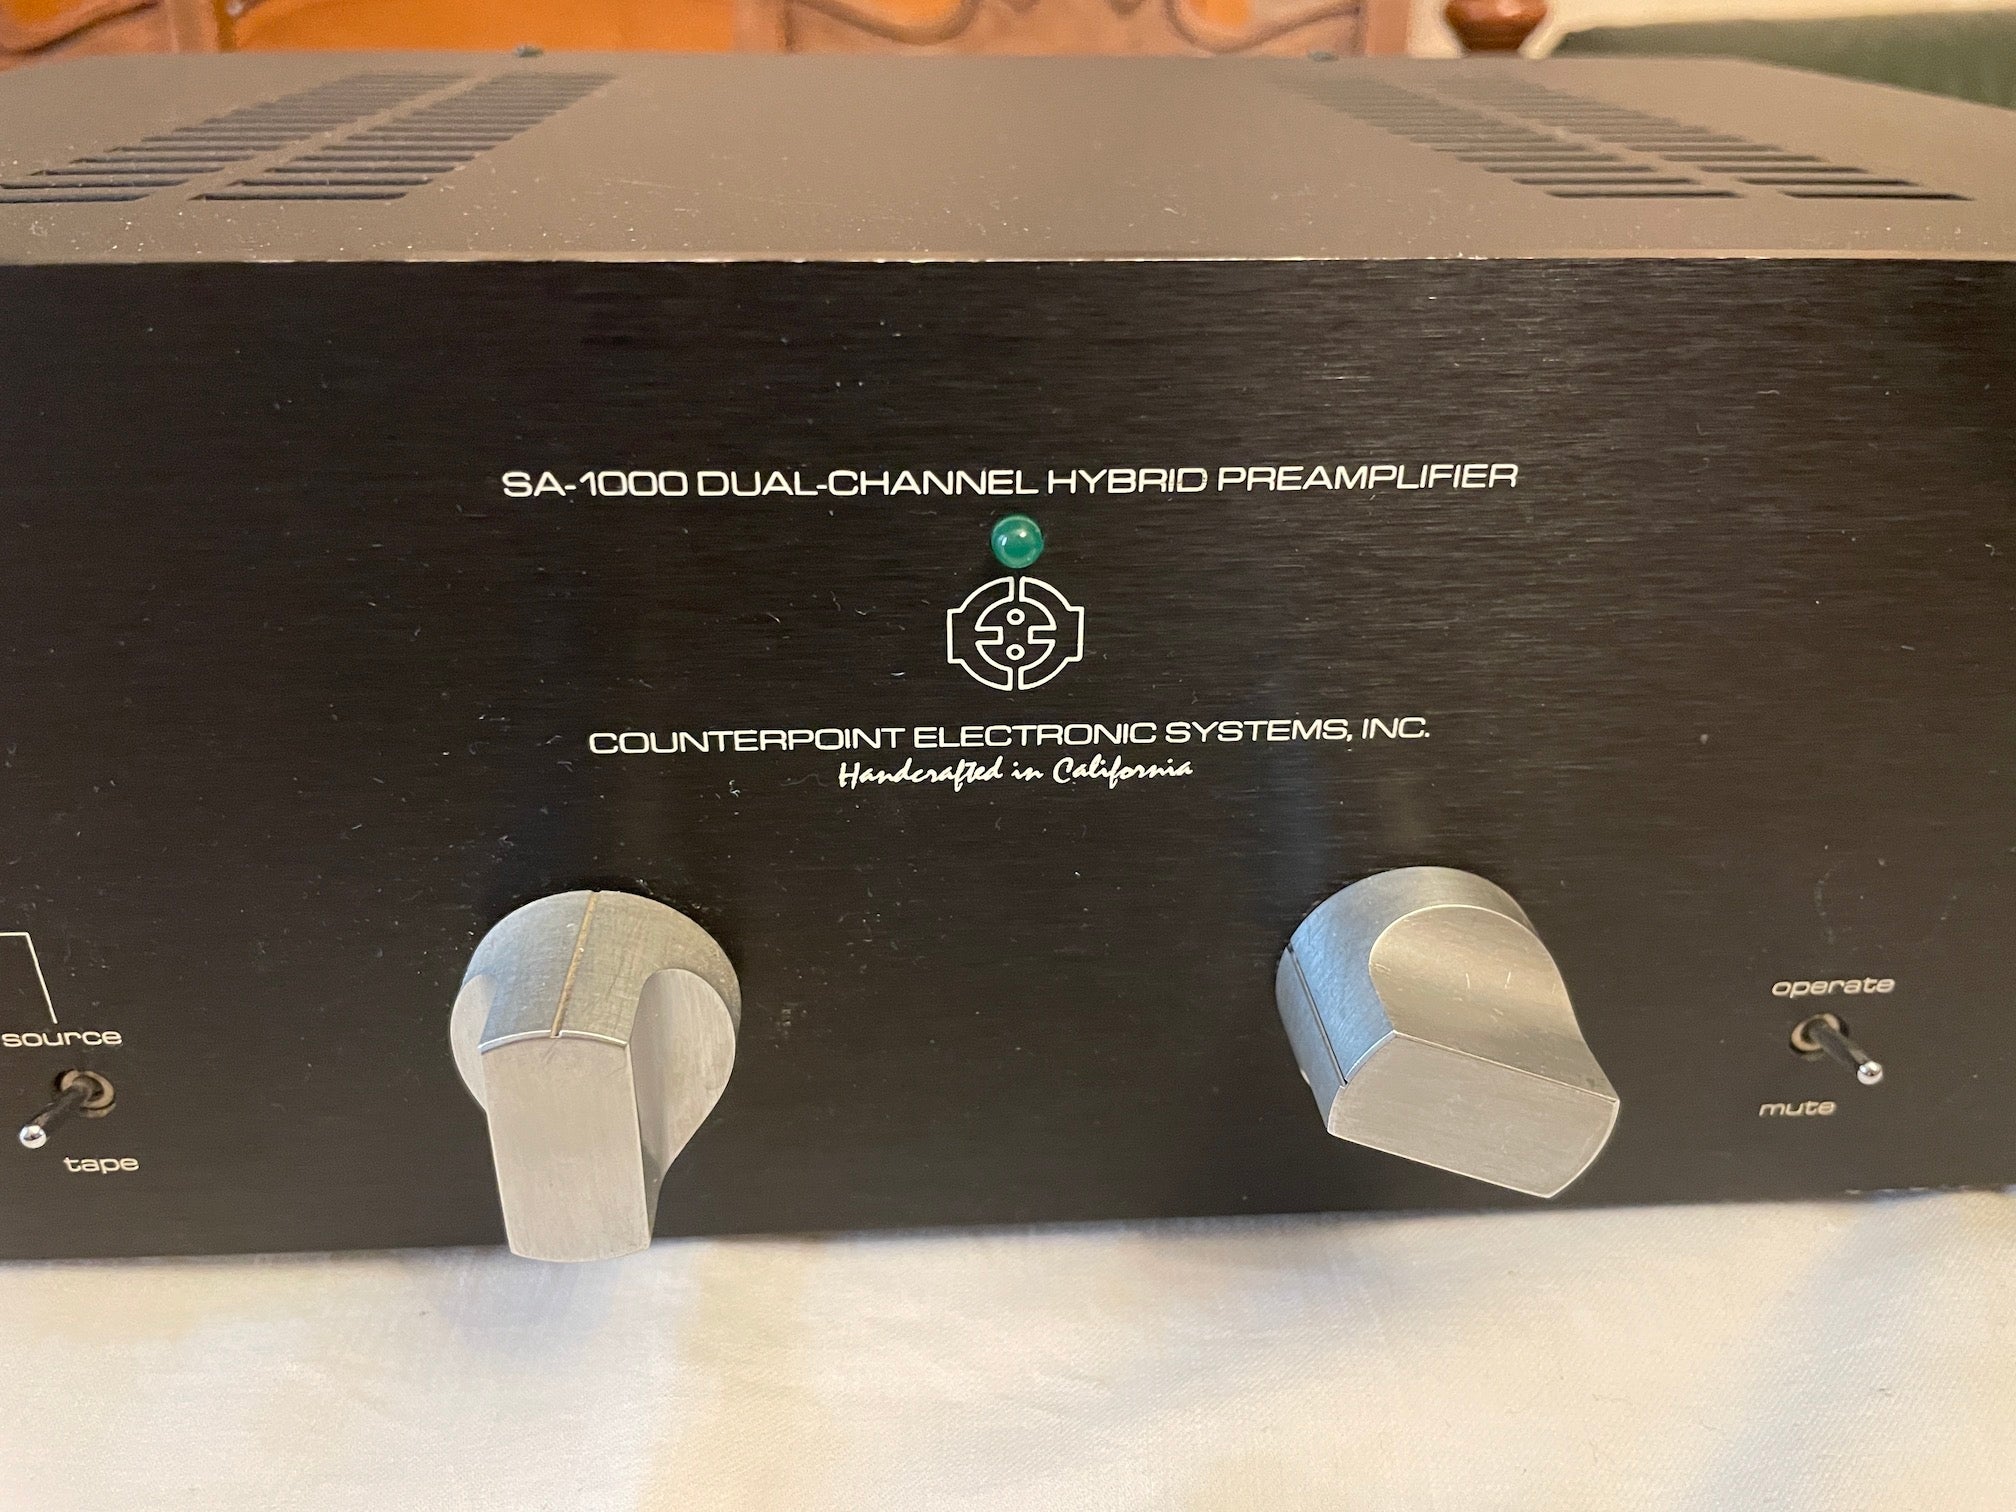 SA-1000 DUAL-CHANNEL HYBRID PREAMPLIFIER
COUNTERPOINT ELECTRONIC SYSTEMS, INC.
Handcrafted in California
source
tape
operate
mute